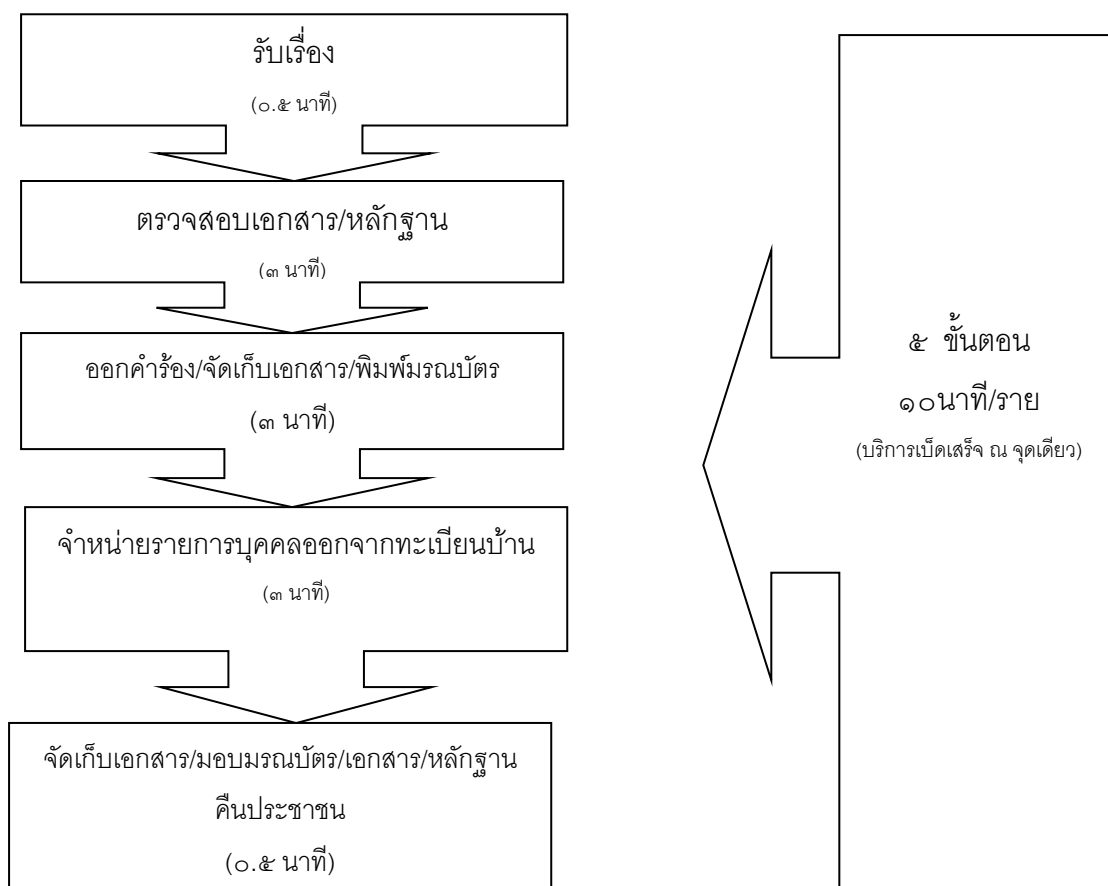 รับเรื่อง
(๐.๕ นาที)
ตรวจสอบเอกสาร/หลักฐาน
(๓ นาที)
ออกคำร้อง/จัดเก็บเอกสาร/พิมพ์มรณบัตร
(๓ นาที)
จำหน่ายรายการบุคคลออกจากทะเบียนบ้าน
(๓ นาที)
จัดเก็บเอกสาร/มอบมรณบัตร/เอกสาร/หลักฐาน
คืนประชาชน
(๐.๕ นาที)
๕ ขั้นตอน
๑๐นาที/ราย
(บริการเบ็ดเสร็จ ณ จุดเดียว)